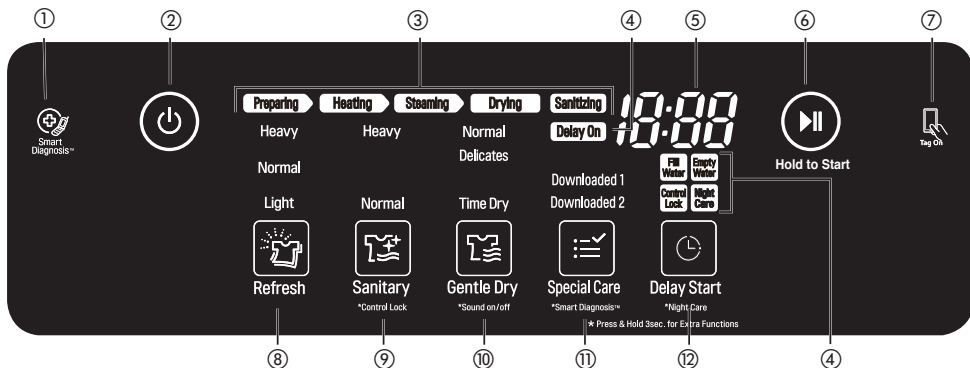 ① ② ③ ④ ⑤ ⑥ ⑦
Smart
Diagnosis™
Preparing Heating Steaming Drying Sanitizing
18:88
Heavy Heavy Normal Delay On
Delicates
Normal
Light Normal Time Dry
Downloaded 1
Downloaded 2
Fill
Water
Empty
Water
Control
Lock
Night
Care
Hold to Start
Tag On
Refresh Sanitary Gentle Dry Special Care Delay Start
*Control Lock *Sound on/off *Smart Diagnosis™ *Night Care
* Press & Hold 3sec. for Extra Functions
⑧ ⑨ ⑩ ⑪ ⑫ ④